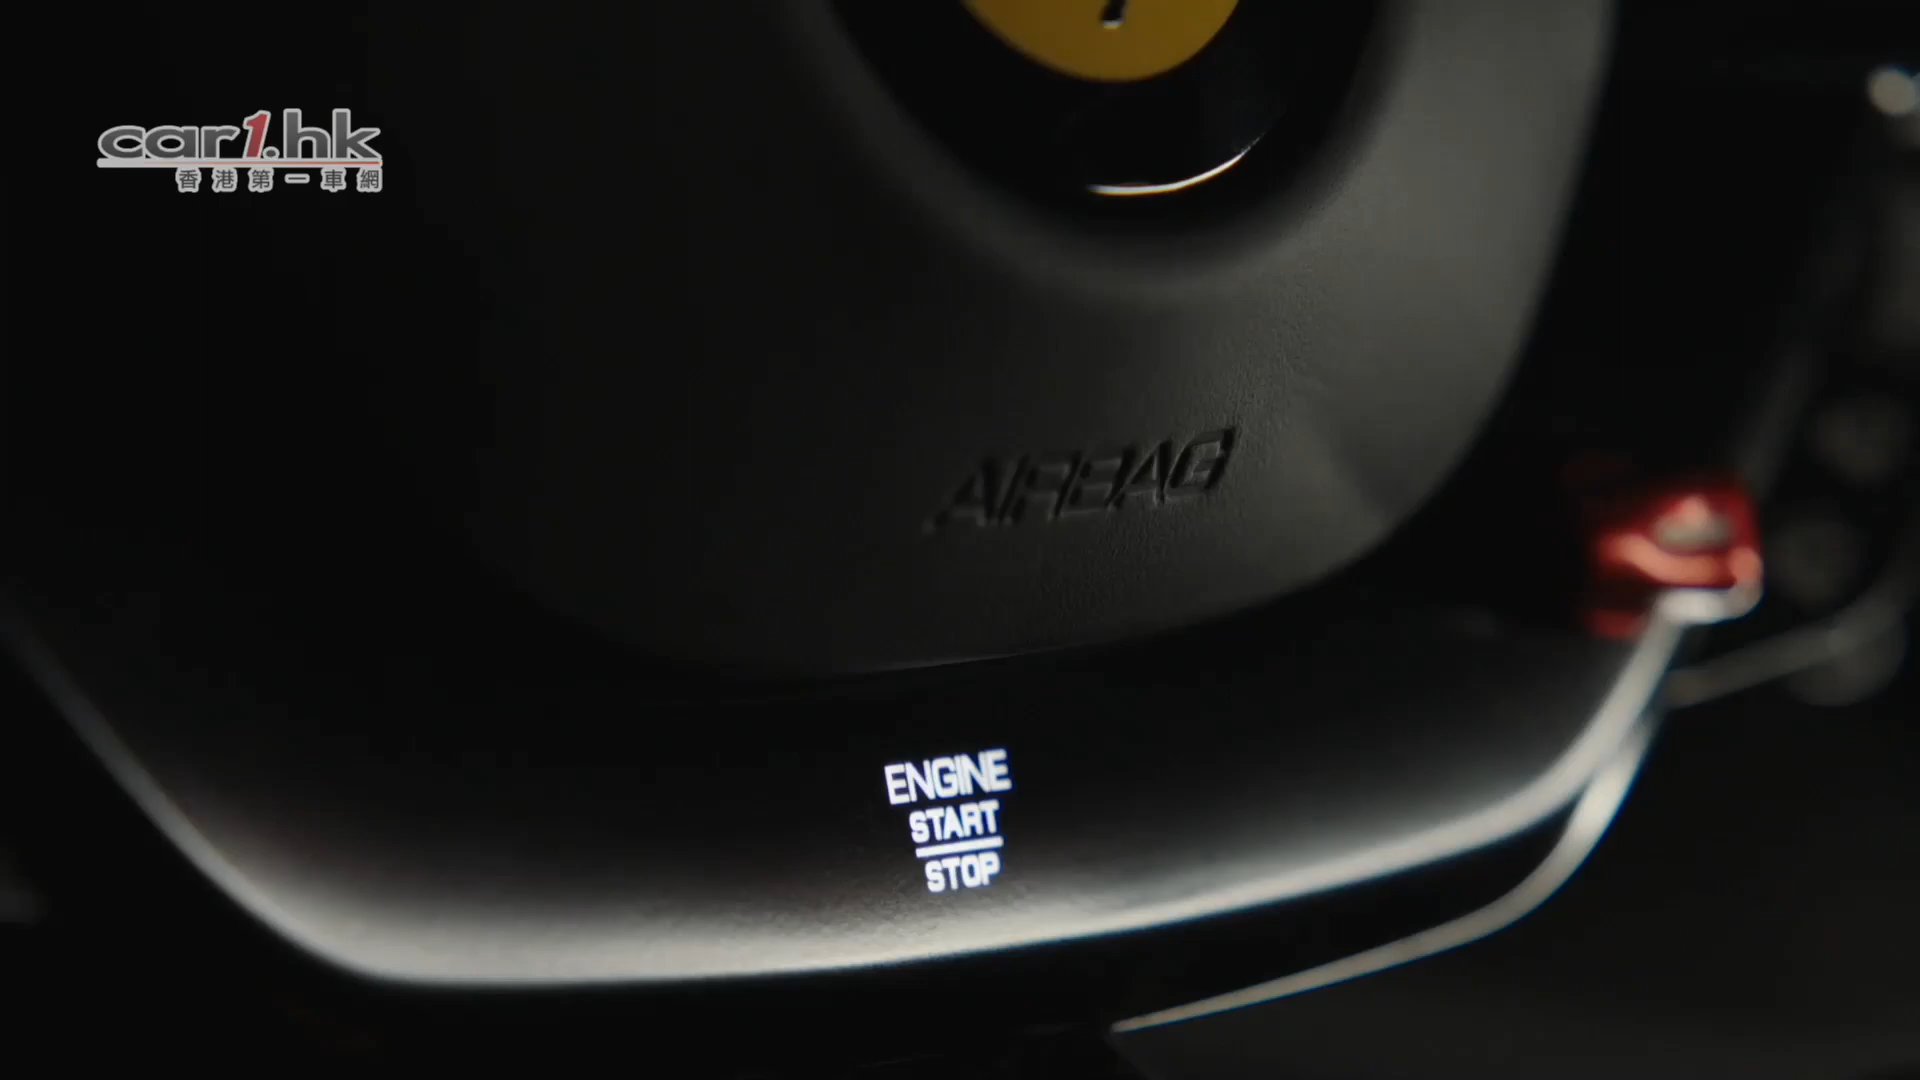 car1.hk
香港第一車網
AIRBAG
ENGINE
START
STOP